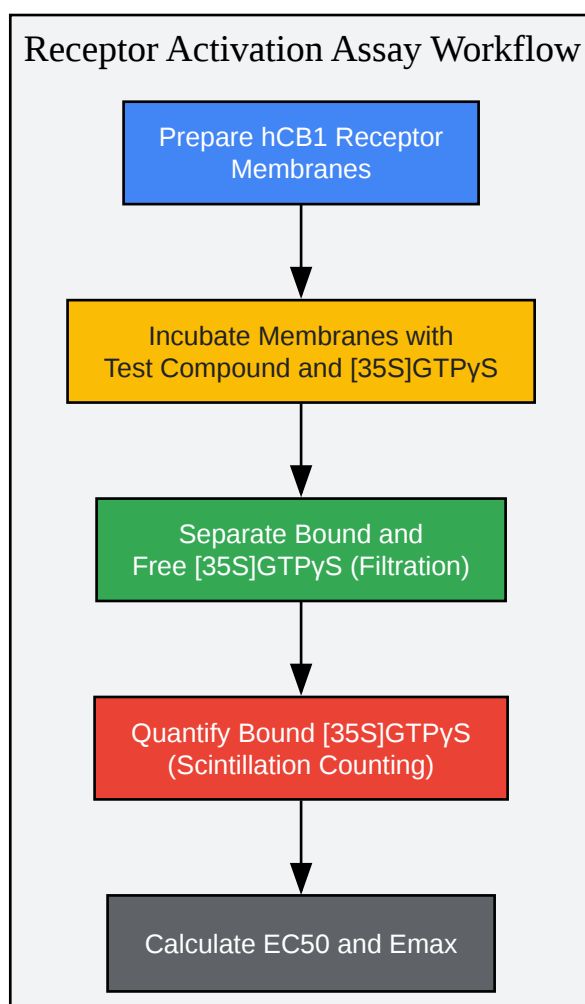 Receptor Activation Assay Workflow
Prepare hCB1 Receptor
Membranes
Incubate Membranes with
Test Compound and [35S]GTPγS
Separate Bound and
Free [35S]GTPγS (Filtration)
Quantify Bound [35S]GTPγS
(Scintillation Counting)
Calculate EC50 and Emax